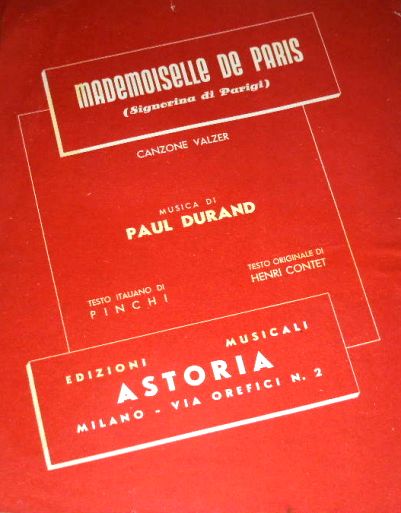 MADEMOISELLE DE PARIS
(Signorina di Parigi)
CANZONE VALZER
MUSICA DI
PAUL DURAND
TESTO ITALIANO DI
PINCHI
TESTO ORIGINALE DI
HENRI CONTET
EDIZIONI MUSICALI
ASTORIA
MILANO - VIA OREFICI N. 2